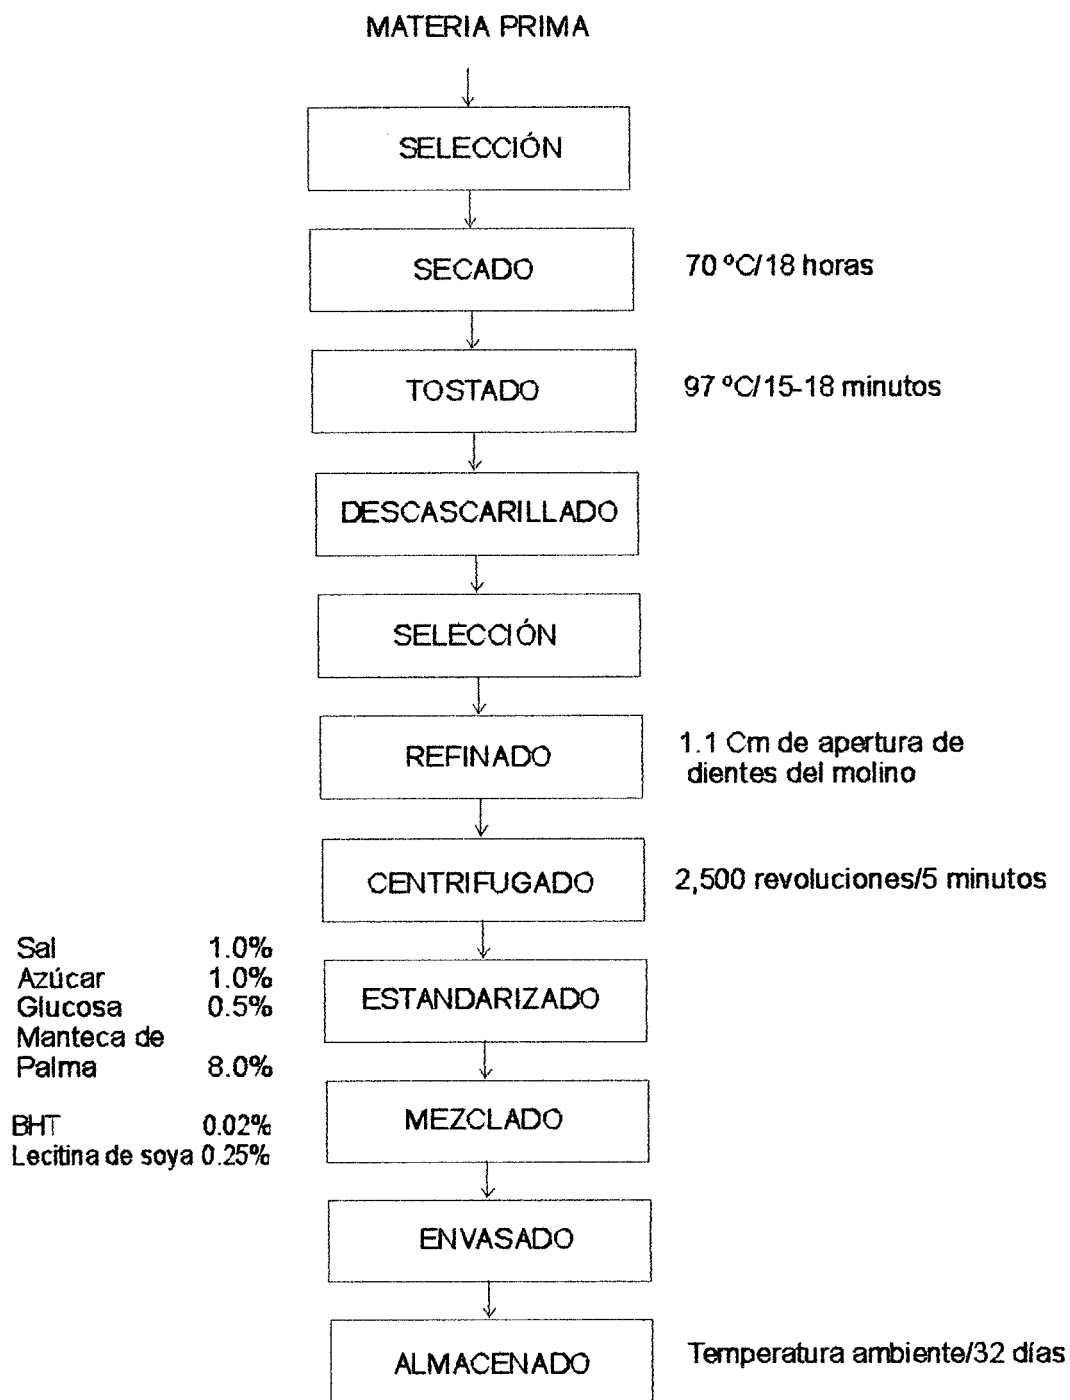 MATERIA PRIMA
SELECCIÓN
SECADO
70 ºC/18 horas
TOSTADO
97 ºC/15-18 minutos
DESCASCARILLADO
SELECCIÓN
REFINADO
1.1 Cm de apertura de
dientes del molino
CENTRIFUGADO
2,500 revoluciones/5 minutos
Sal 1.0%
Azúcar 1.0%
Glucosa 0.5%
Manteca de
Palma 8.0%
ESTANDARIZADO
BHT 0.02%
Lecitina de soya 0.25%
MEZCLADO
ENVASADO
ALMACENADO
Temperatura ambiente/32 días